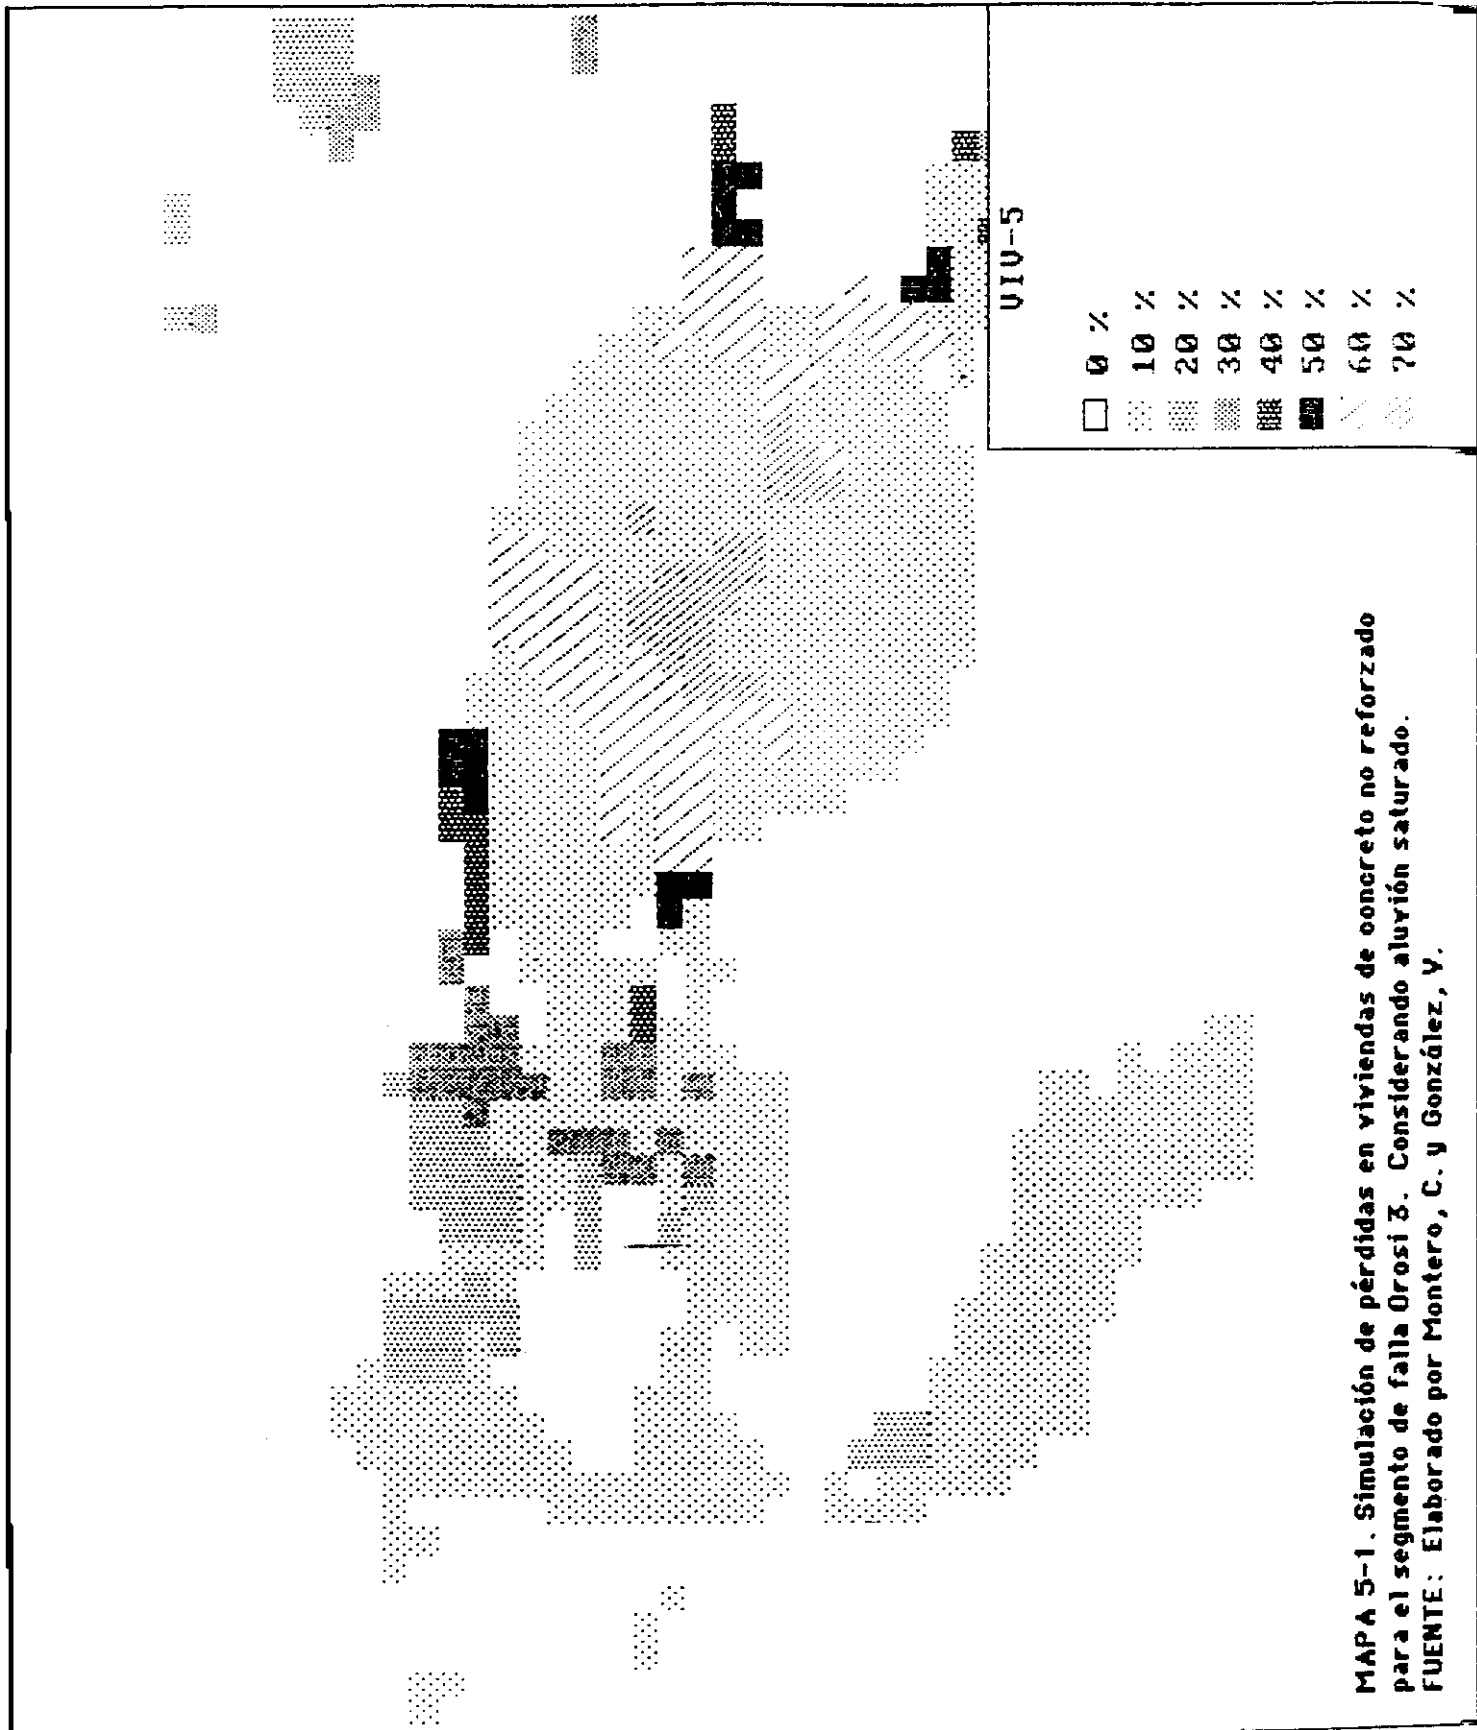 VIV-5
0 %
10 %
20 %
30 %
40 %
50 %
60 %
70 %
MAPA 5-1. Simulación de pérdidas en viviendas de concreto no reforzado
para el segmento de falla Orosi 3. Considerando aluvión saturado.
FUENTE: Elaborado por Montero, C. y González, V.